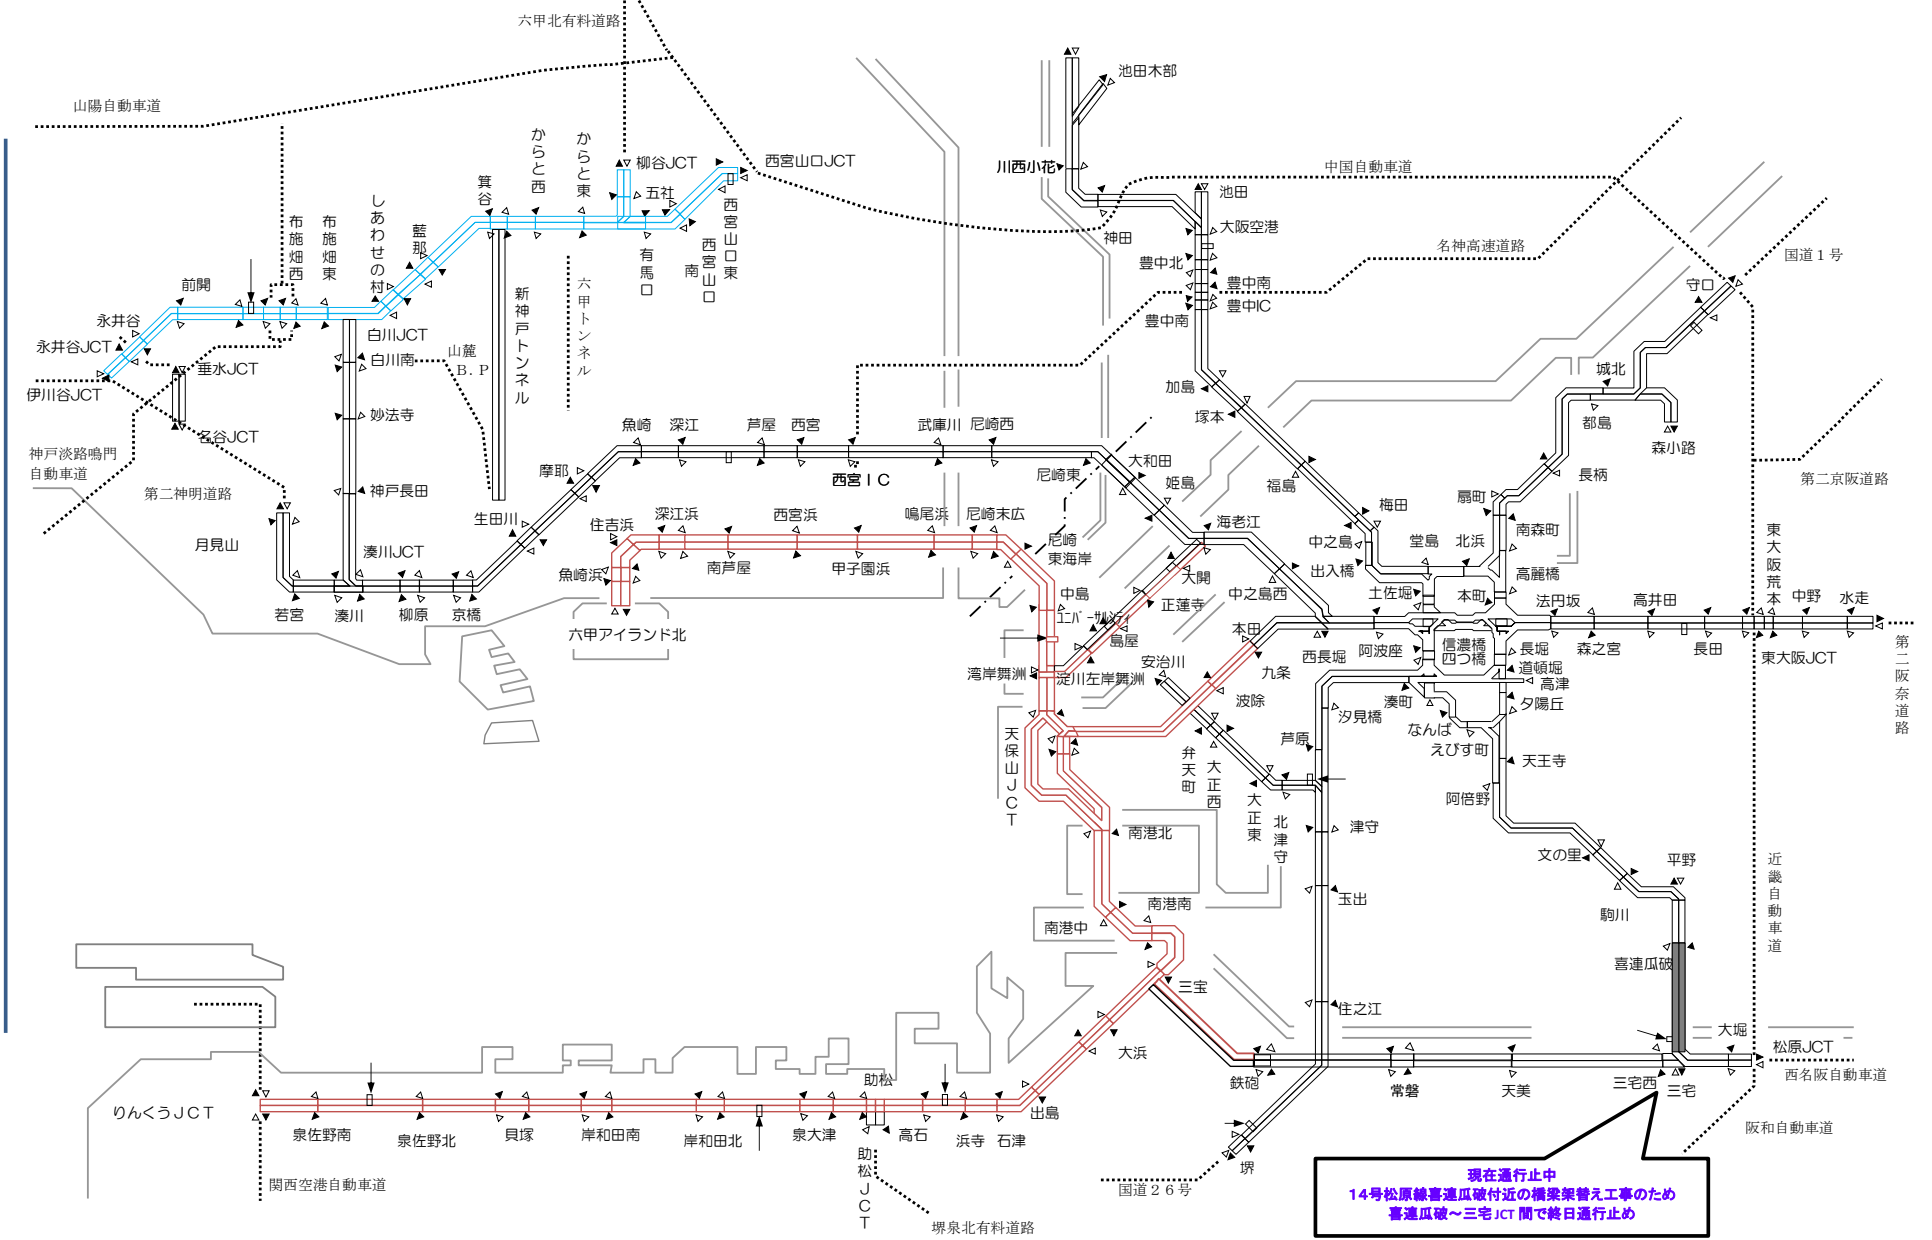 六甲北有料道路
山陽自動車道
からと西
からと東
柳谷JCT
五社
西宮山口JCT
西宮山口東
西宮山口南
有馬口
箕谷
藍那
しあわせの村
布施畑東
布施畑西
前開
永井谷
永井谷JCT
伊川谷JCT
垂水JCT
名谷JCT
白川JCT
白川南
山麓
B.P
新神戸トンネル
六甲トンネル
妙法寺
神戸長田
神戸淡路鳴門
自動車道
第二神明道路
月見山
若宮
湊川JCT
湊川
柳原
京橋
生田川
摩耶
魚崎
深江
芦屋
西宮
西宮IC
武庫川
尼崎西
尼崎東
大和田
姫島
海老江
住吉浜
深江浜
西宮浜
鳴尾浜
尼崎末広
尼崎
東海岸
魚崎浜
南芦屋
甲子園浜
六甲アイランド北
中島
ユニバーサルシティ
大開
正蓮寺
島屋
湾岸舞洲
淀川左岸舞洲
中之島西
本田
九条
安治川
波除
天保山JCT
弁天町
大正西
大正東
北津守
芦原
汐見橋
西長堀
阿波座
川西小花
池田木部
神田
池田
大阪空港
豊中北
豊中南
豊中IC
豊中南
中国自動車道
名神高速道路
国道1号
守口
加島
塚本
福島
梅田
中之島
出入橋
堂島
北浜
土佐堀
本町
高麗橋
南森町
扇町
長柄
都島
城北
森小路
第二京阪道路
東大阪荒本
法円坂
高井田
中野
水走
森之宮
長田
東大阪JCT
第二阪奈道路
信濃橋
四つ橋
長堀
道頓堀
高津
夕陽丘
湊町
なんば
えびす町
天王寺
阿倍野
文の里
駒川
平野
喜連瓜破
近畿自動車道
津守
玉出
住之江
南港北
南港南
南港中
三宝
大浜
出島
鉄砲
常磐
天美
三宅西
三宅
大堀
松原JCT
西名阪自動車道
阪和自動車道
堺
国道26号
りんくうJCT
泉佐野南
泉佐野北
貝塚
岸和田南
岸和田北
泉大津
助松
高石
浜寺
石津
助松JCT
関西空港自動車道
堺泉北有料道路
現在通行止中
14号松原線喜連瓜破付近の橋梁架替え工事のため
喜連瓜破～三宅JCT間で終日通行止め